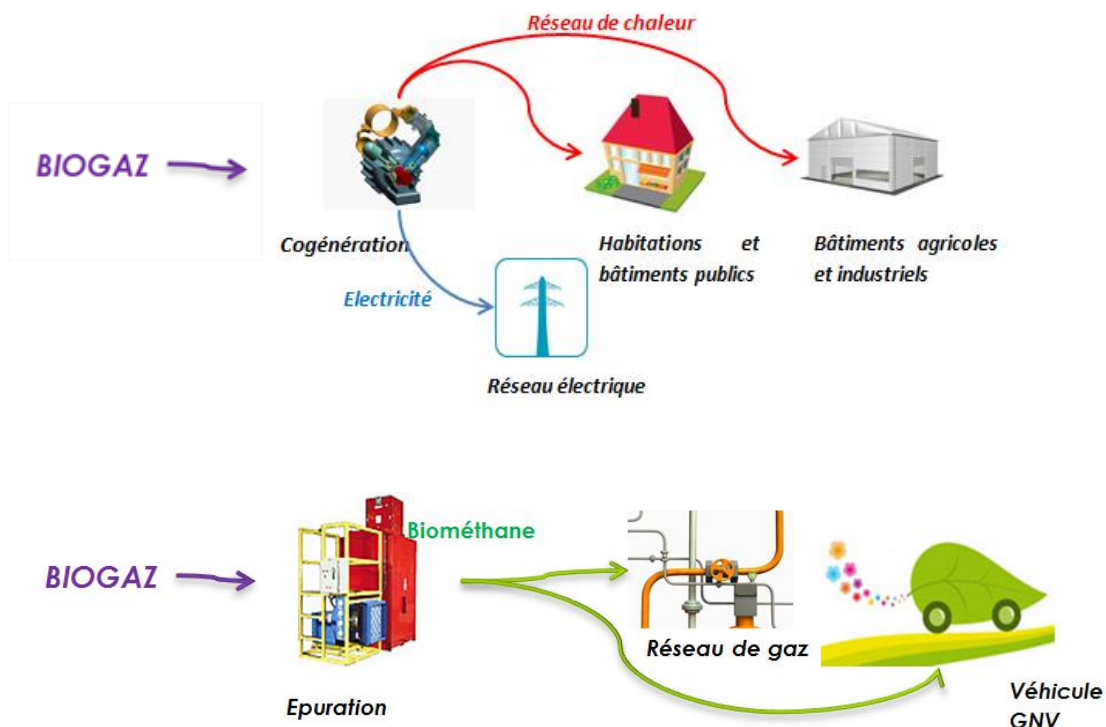 Réseau de chaleur
BIOGAZ
Cogénération
Habitations et
bâtiments publics
Bâtiments agricoles
et industriels
Electricité
Réseau électrique
Biométhane
BIOGAZ
Réseau de gaz
Epuration
Véhicule
GNV